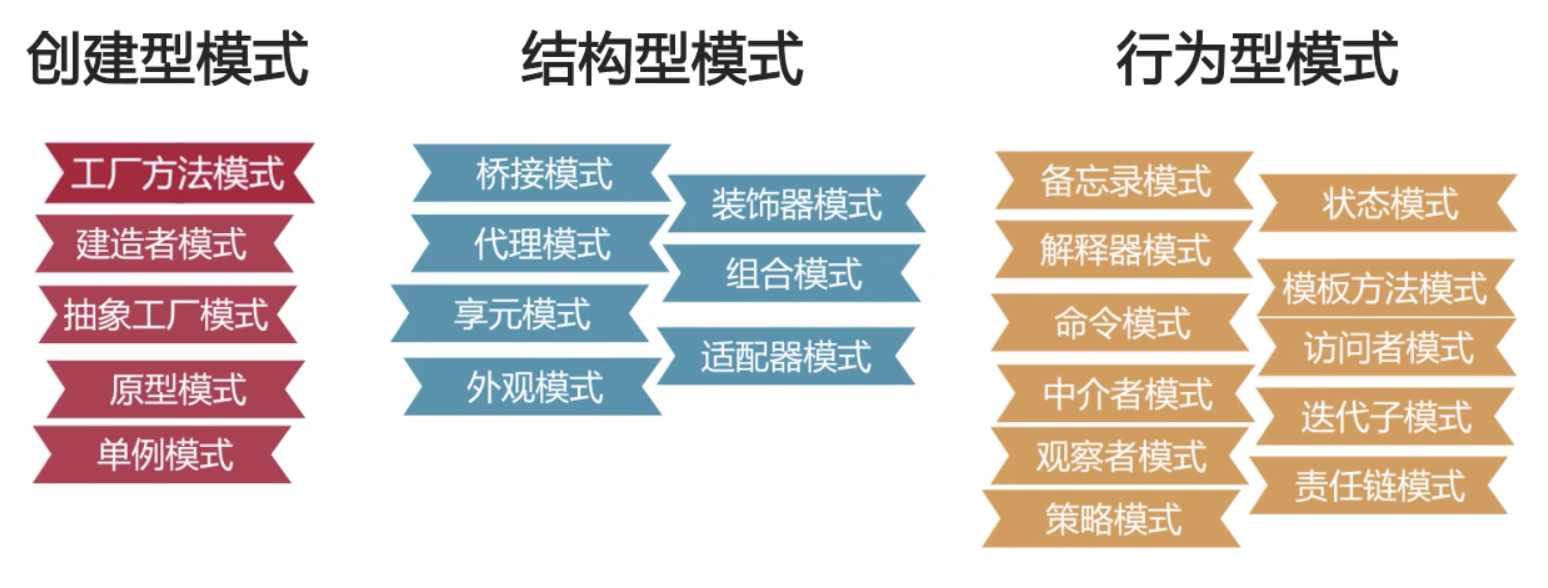 创建型模式
工厂方法模式
建造者模式
抽象工厂模式
原型模式
单例模式
结构型模式
桥接模式
代理模式
享元模式
外观模式
装饰器模式
组合模式
适配器模式
行为型模式
备忘录模式
解释器模式
命令模式
中介者模式
观察者模式
策略模式
状态模式
模板方法模式
访问者模式
迭代子模式
责任链模式